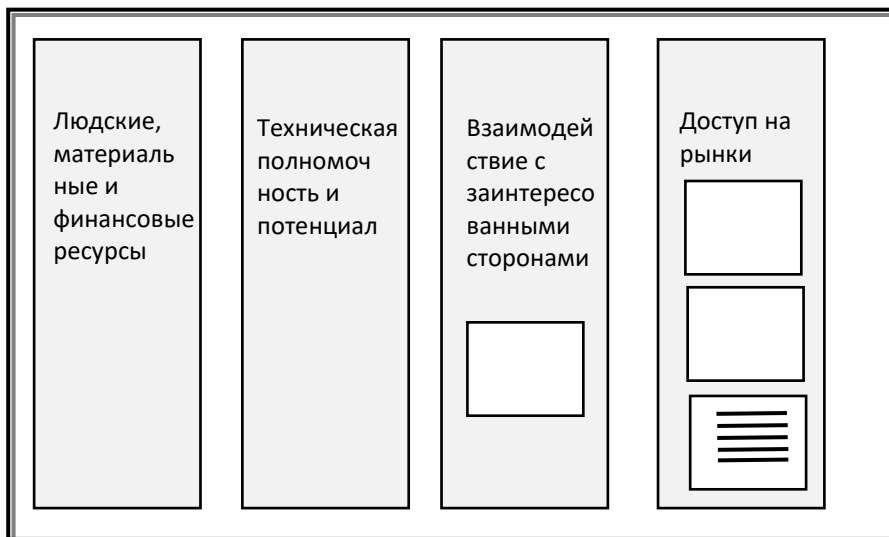 Людские,
материаль
ные и
финансовые
ресурсы
Техническая
полномоч
ность и
потенциал
Взаимодей
ствие с
заинтересо
ванными
сторонами
Доступ на
рынки